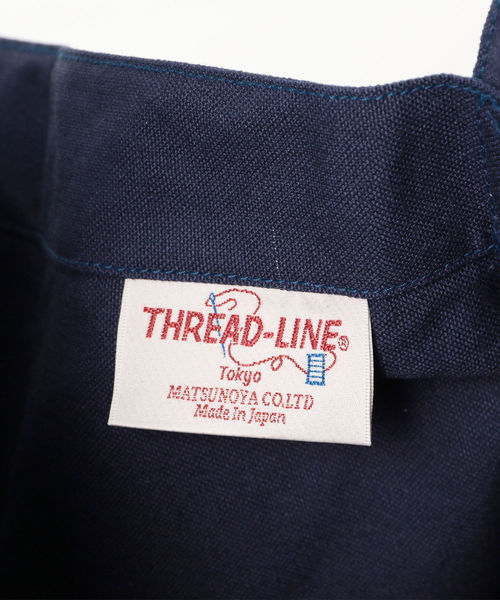 THREAD-LINE®
Tokyo
MATSUNOYA CO.LTD
Made In Japan